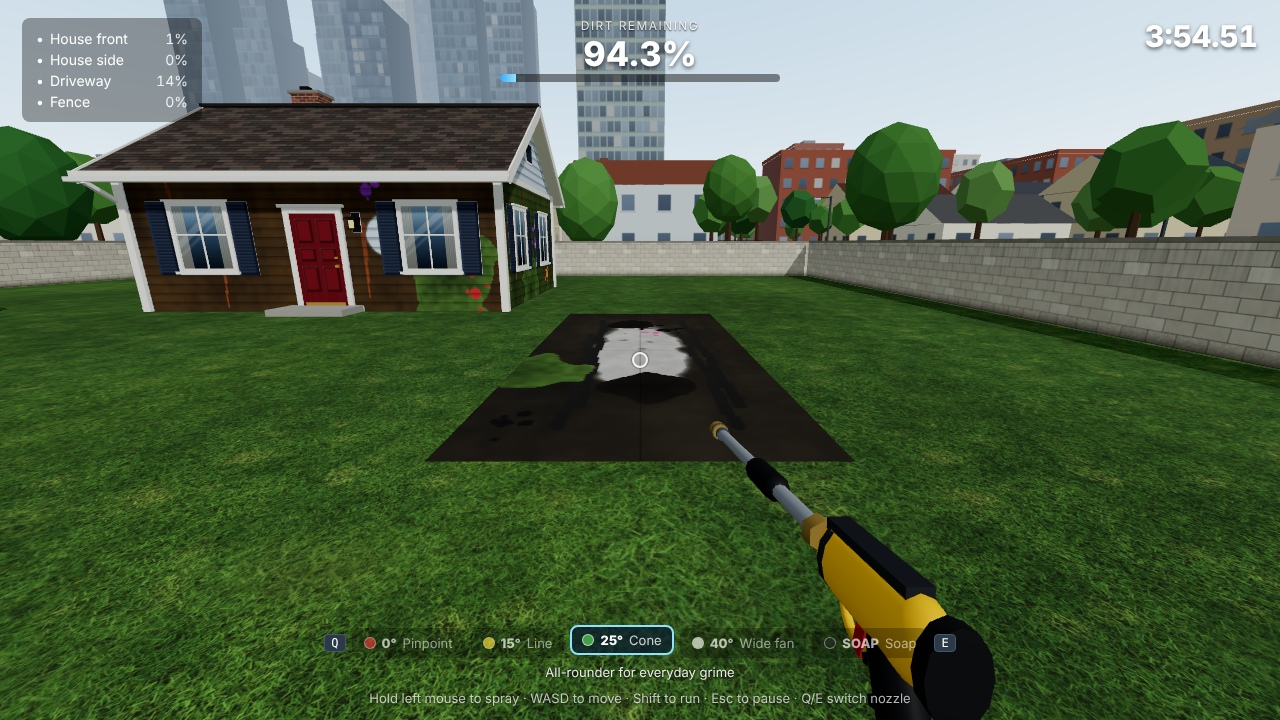 • House front 1%
• House side 0%
• Driveway 14%
• Fence 0%
DIRT REMAINING
94.3%
3:54.51
Q 0° Pinpoint 15° Line 25° Cone 40° Wide fan SOAP Soap E
All-rounder for everyday grime
Hold left mouse to spray · WASD to move · Shift to run · Esc to pause · Q/E switch nozzle